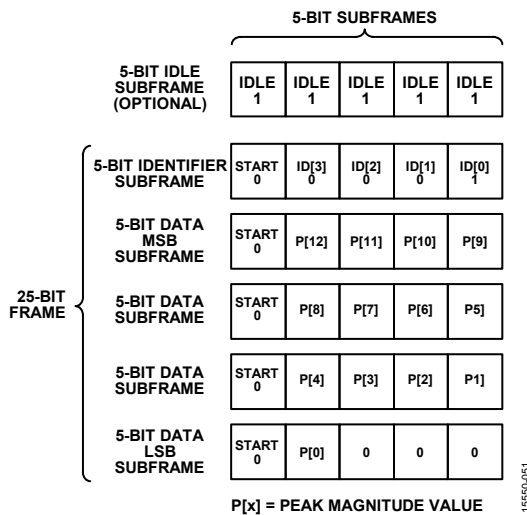 5-BIT SUBFRAMES
5-BIT IDLE
SUBFRAME
(OPTIONAL)
IDLE
1
IDLE
1
IDLE
1
IDLE
1
IDLE
1
25-BIT
FRAME
5-BIT IDENTIFIER
SUBFRAME
START
0
ID[3]
0
ID[2]
0
ID[1]
0
ID[0]
1
5-BIT DATA
MSB
SUBFRAME
START
0
P[12]
P[11]
P[10]
P[9]
5-BIT DATA
SUBFRAME
START
0
P[8]
P[7]
P[6]
P5]
5-BIT DATA
SUBFRAME
START
0
P[4]
P[3]
P[2]
P1]
5-BIT DATA
LSB
SUBFRAME
START
0
P[0]
0
0
0
P[x] = PEAK MAGNITUDE VALUE
15550-051